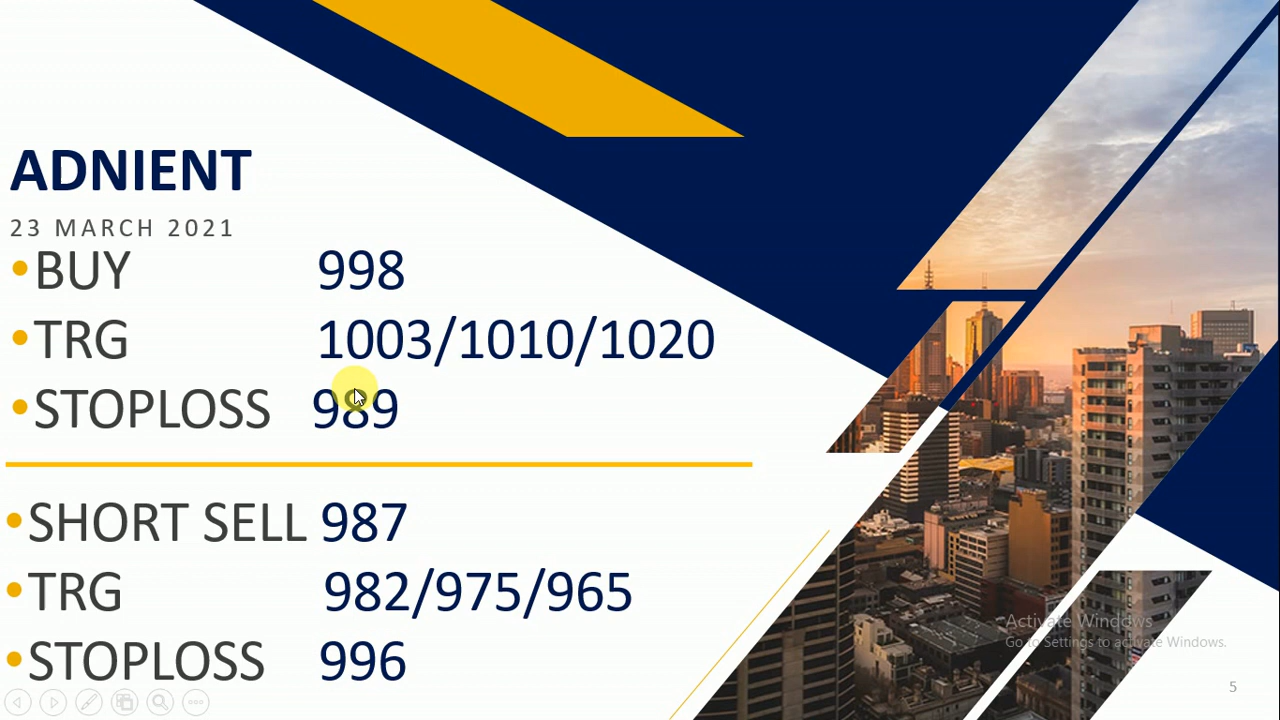 ADNIENT
23 MARCH 2021
•BUY 998
•TRG 1003/1010/1020
•STOPLOSS 989
•SHORT SELL 987
•TRG 982/975/965
•STOPLOSS 996
Activate Windows
Go to Settings to activate Windows.
5